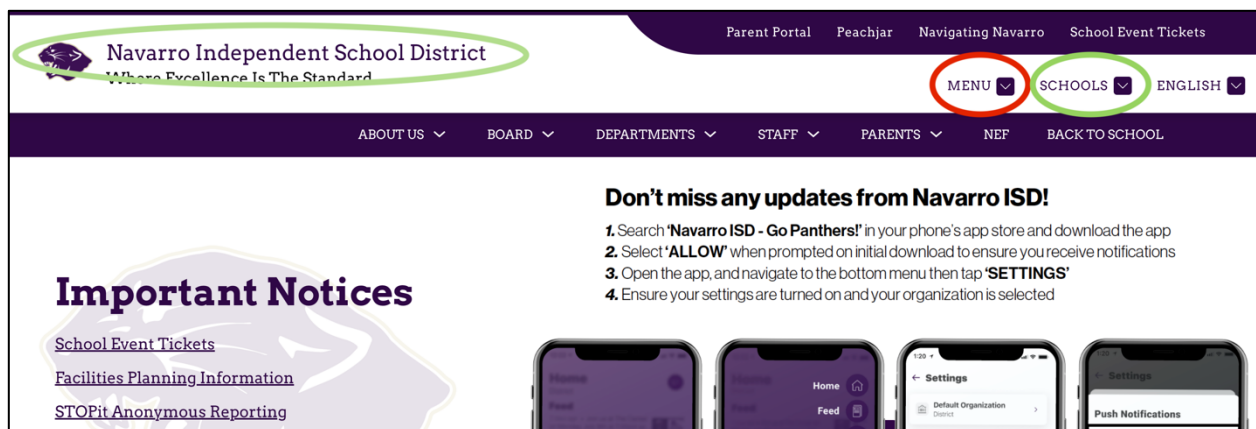 Parent Portal Peachjar Navigating Navarro School Event Tickets
Navarro Independent School District
Where Excellence Is The Standard
MENU SCHOOLS ENGLISH
ABOUT US BOARD DEPARTMENTS STAFF PARENTS NEF BACK TO SCHOOL
Don't miss any updates from Navarro ISD!
1. Search 'Navarro ISD - Go Panthers!' in your phone's app store and download the app
2. Select 'ALLOW' when prompted on initial download to ensure you receive notifications
3. Open the app, and navigate to the bottom menu then tap 'SETTINGS'
4. Ensure your settings are turned on and your organization is selected
Important Notices
School Event Tickets
Facilities Planning Information
STOPit Anonymous Reporting
Home
Feed
Home
Feed
1:20
← Settings
Default Organization
District
1:20
← Settings
Push Notifications